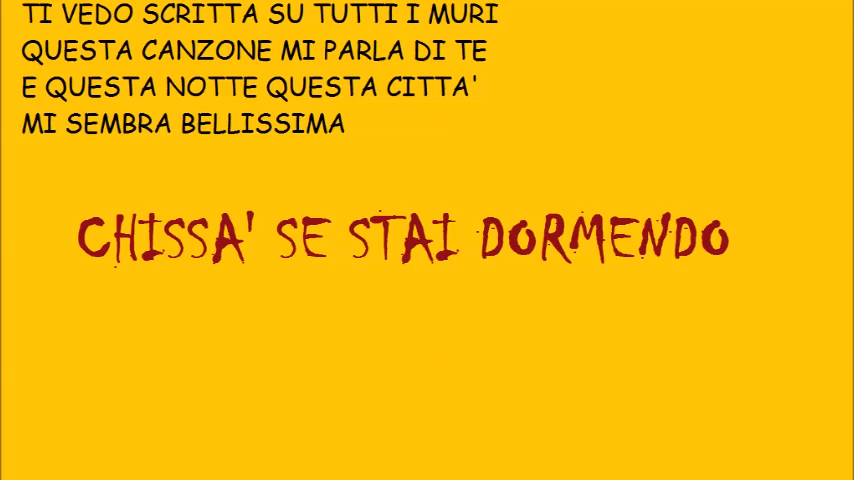 TI VEDO SCRITTA SU TUTTI I MURI
QUESTA CANZONE MI PARLA DI TE
E QUESTA NOTTE QUESTA CITTA'
MI SEMBRA BELLISSIMA
CHISSA' SE STAI DORMENDO